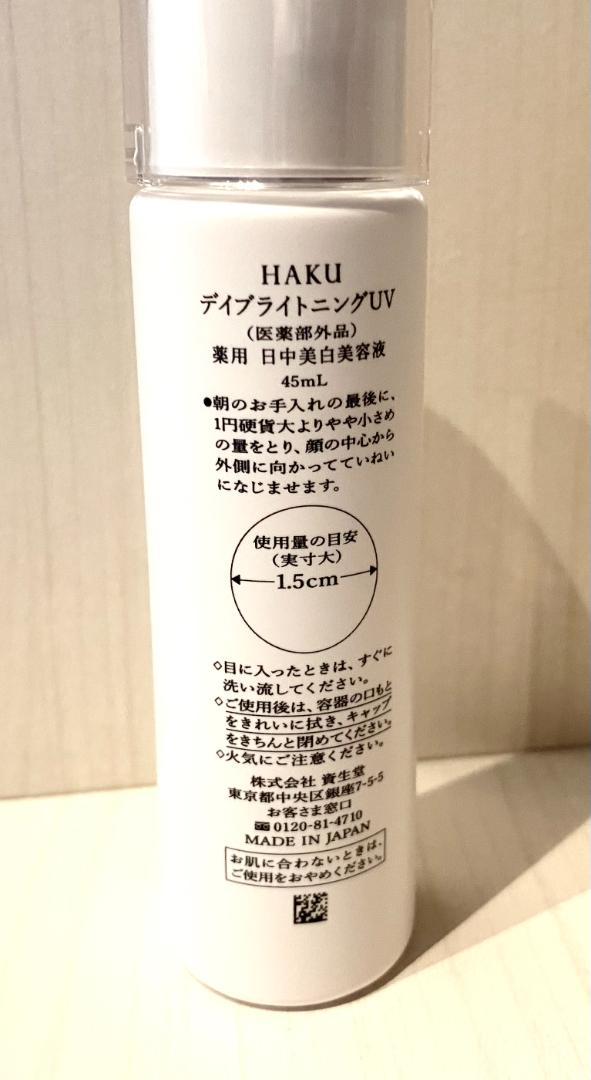 HAKU
デイブライトニングUV
(医薬部外品)
薬用 日中美白美容液
45mL
●朝のお手入れの最後に、
1円硬貨大よりやや小さめ
の量をとり、顔の中心から
外側に向かってていねい
になじませます。
使用量の目安
(実寸大)
1.5cm
◇目に入ったときは、すぐに
洗い流してください。
◇ご使用後は、容器の口もと
をきれいに拭き、キャップ
をきちんと閉めてください。
◇火気にご注意ください。
株式会社 資生堂
東京都中央区銀座7-5-5
お客さま窓口
0120-81-4710
MADE IN JAPAN
お肌に合わないときは、
ご使用をおやめください。